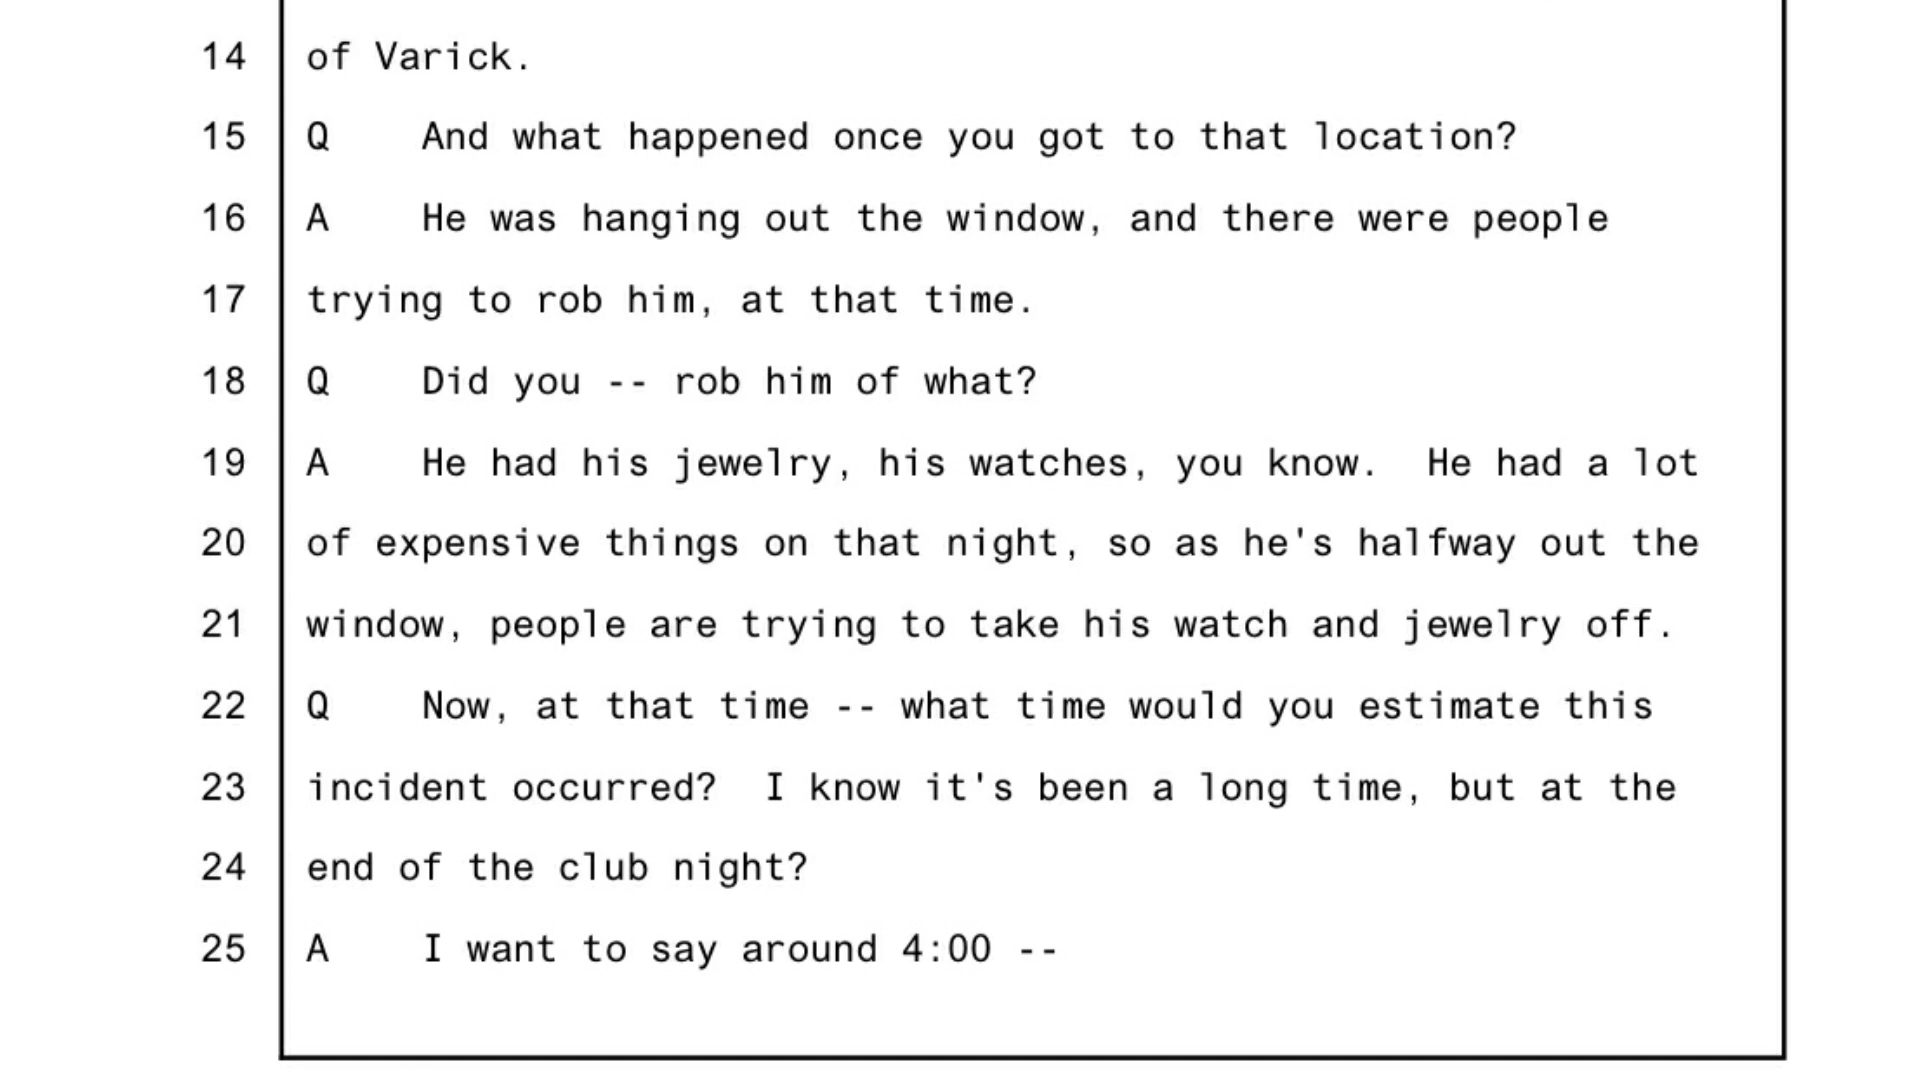 14 of Varick.
15 Q And what happened once you got to that location?
16 A He was hanging out the window, and there were people
17 trying to rob him, at that time.
18 Q Did you -- rob him of what?
19 A He had his jewelry, his watches, you know. He had a lot
20 of expensive things on that night, so as he's halfway out the
21 window, people are trying to take his watch and jewelry off.
22 Q Now, at that time -- what time would you estimate this
23 incident occurred? I know it's been a long time, but at the
24 end of the club night?
25 A I want to say around 4:00 --